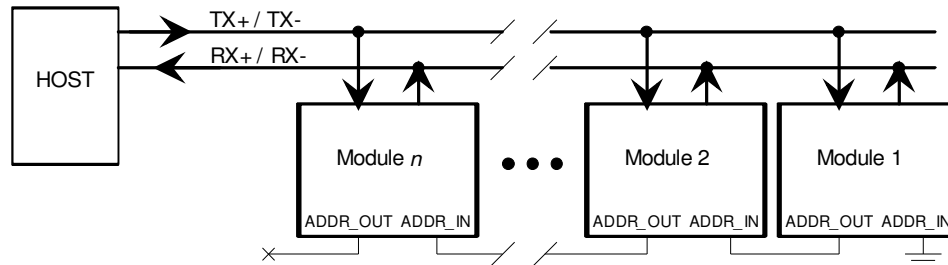 TX+ / TX-
RX+ / RX-
HOST
Module n
Module 2
Module 1
ADDR_OUT ADDR_IN
ADDR_OUT ADDR_IN
ADDR_OUT ADDR_IN